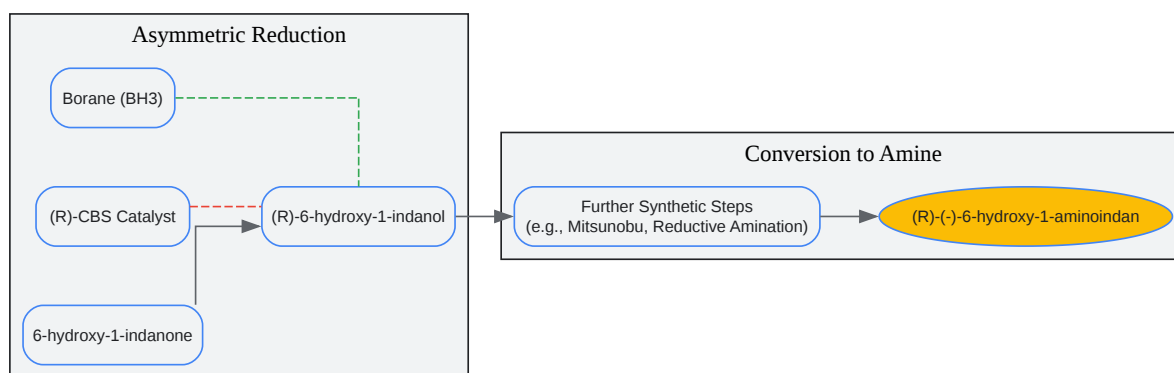 Asymmetric Reduction
Borane (BH3)
(R)-CBS Catalyst
(R)-6-hydroxy-1-indanol
6-hydroxy-1-indanone
Conversion to Amine
Further Synthetic Steps
(e.g., Mitsunobu, Reductive Amination)
(R)-(-)-6-hydroxy-1-aminoindan